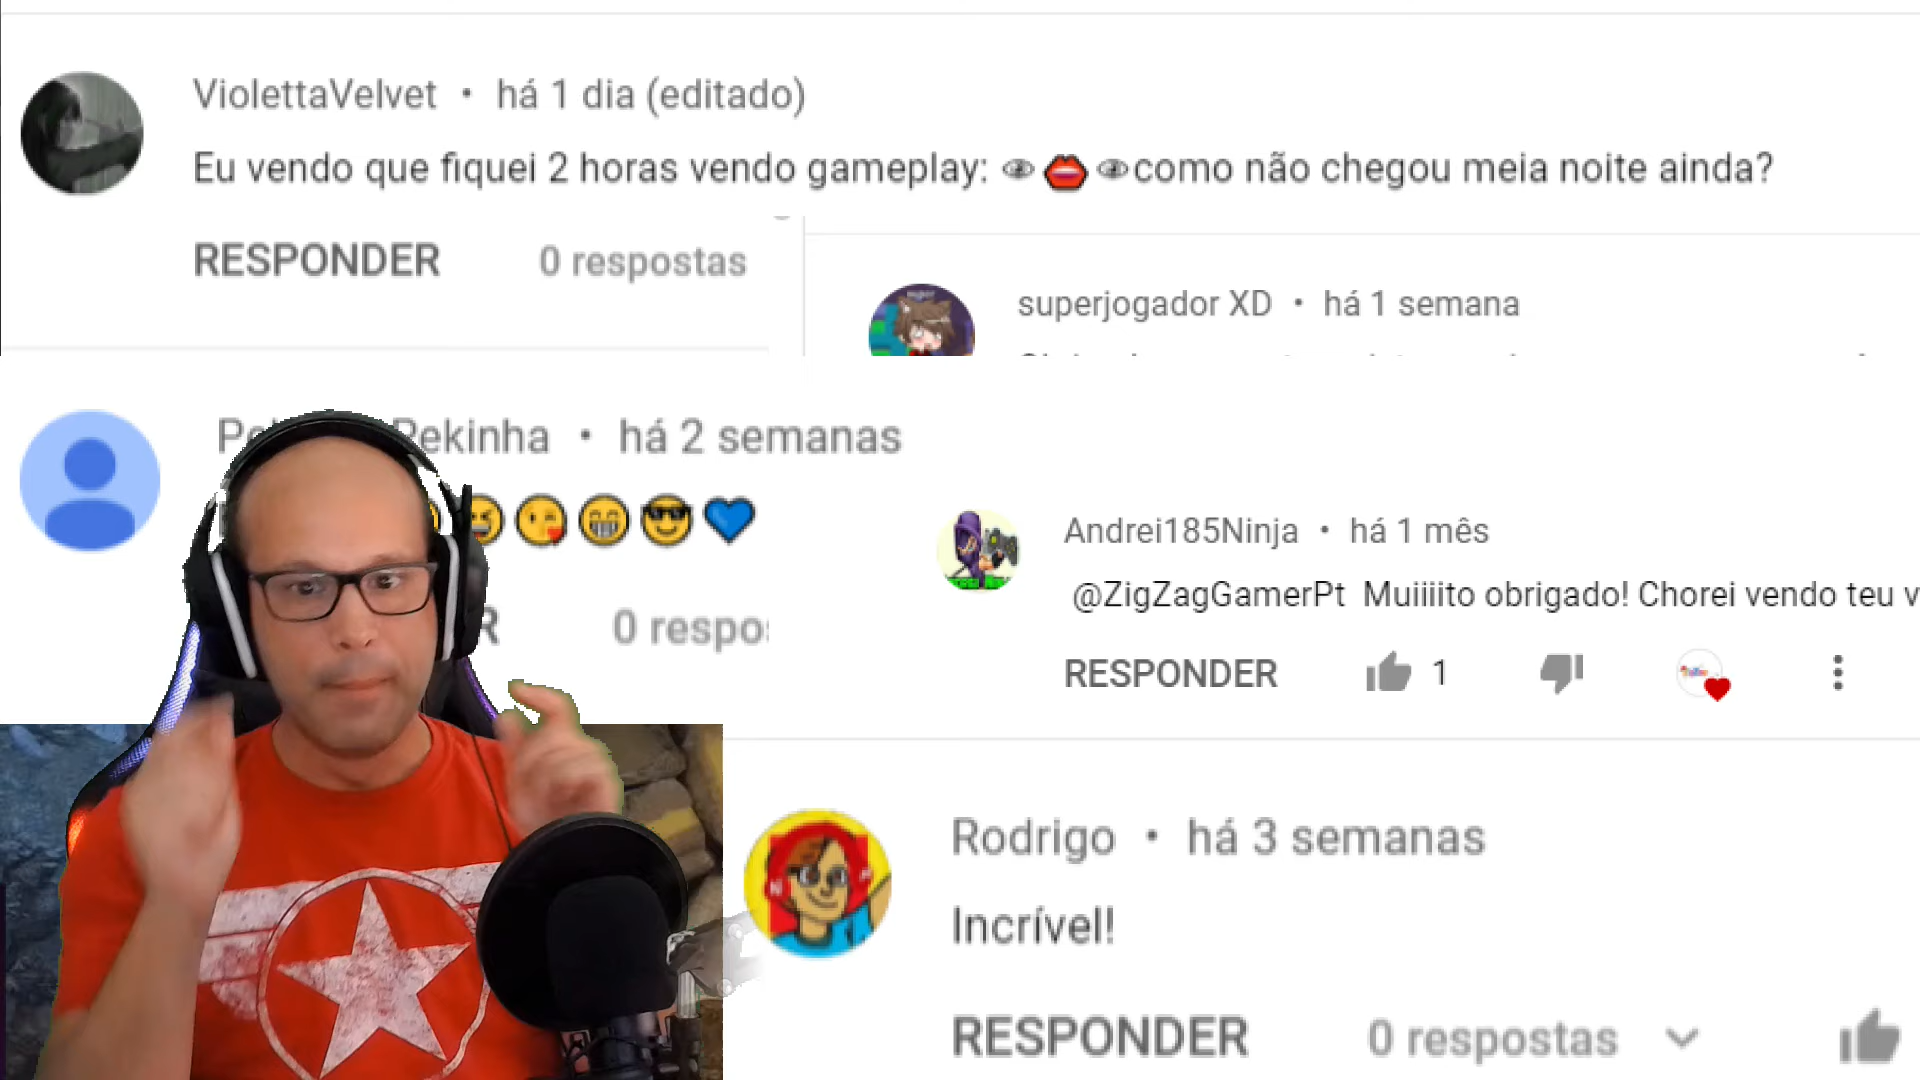 ViolettaVelvet • há 1 dia (editado)
Eu vendo que fiquei 2 horas vendo gameplay: 👁👄👁como não chegou meia noite ainda?
RESPONDER 0 respostas
superjogador XD • há 1 semana
Pekinha • há 2 semanas
😘😁😎💙
0 respos
Andrei185Ninja • há 1 mês
@ZigZagGamerPt Muiiiito obrigado! Chorei vendo teu v
RESPONDER 1
Rodrigo • há 3 semanas
Incrível!
RESPONDER 0 respostas